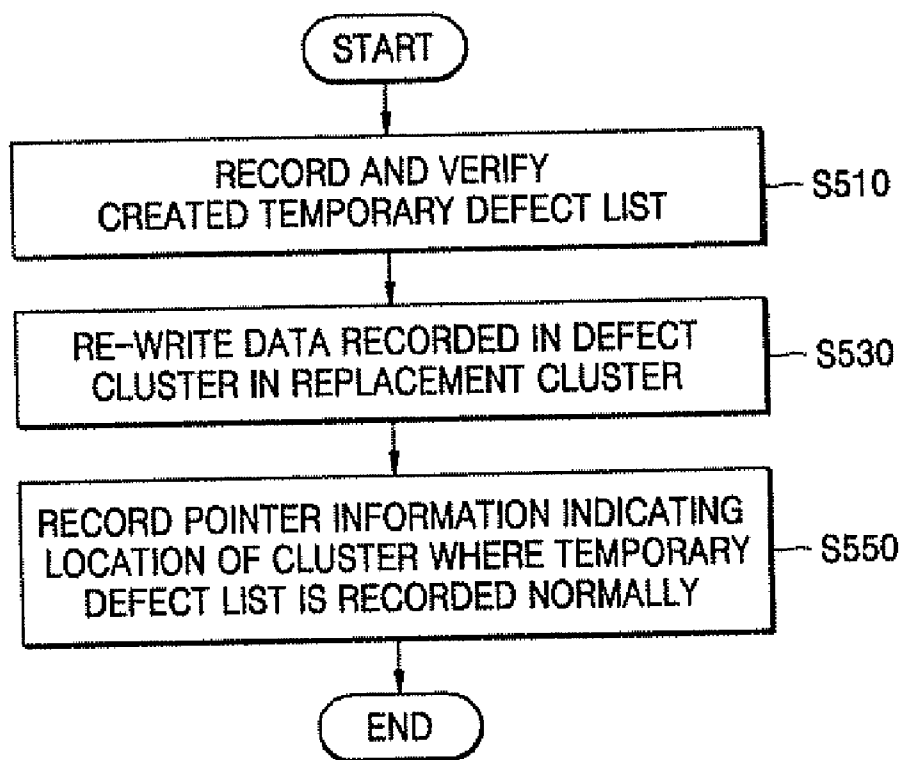 START
RECORD AND VERIFY
CREATED TEMPORARY DEFECT LIST
S510
RE-WRITE DATA RECORDED IN DEFECT
CLUSTER IN REPLACEMENT CLUSTER
S530
RECORD POINTER INFORMATION INDICATING
LOCATION OF CLUSTER WHERE TEMPORARY
DEFECT LIST IS RECORDED NORMALLY
S550
END